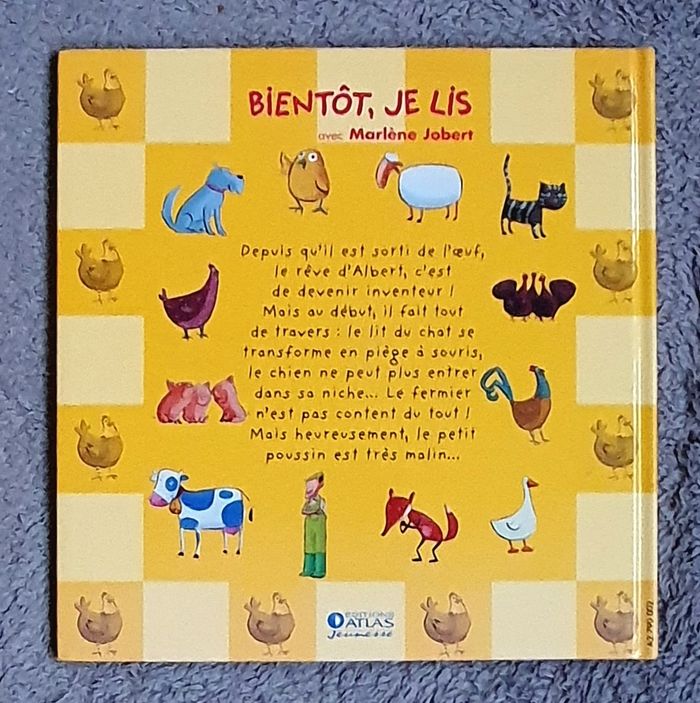 BIENTÔT, JE LIS
avec Marlène Jobert
Depuis qu'il est sorti de l'œuf,
le rêve d'Albert, c'est
de devenir inventeur !
Mais au début, il fait tout
de travers : le lit du chat se
transforme en piège à souris,
le chien ne peut plus entrer
dans sa niche... Le fermier
n'est pas content du tout !
Mais heureusement, le petit
poussin est très malin...
EDITIONS
ATLAS
Jeunesse